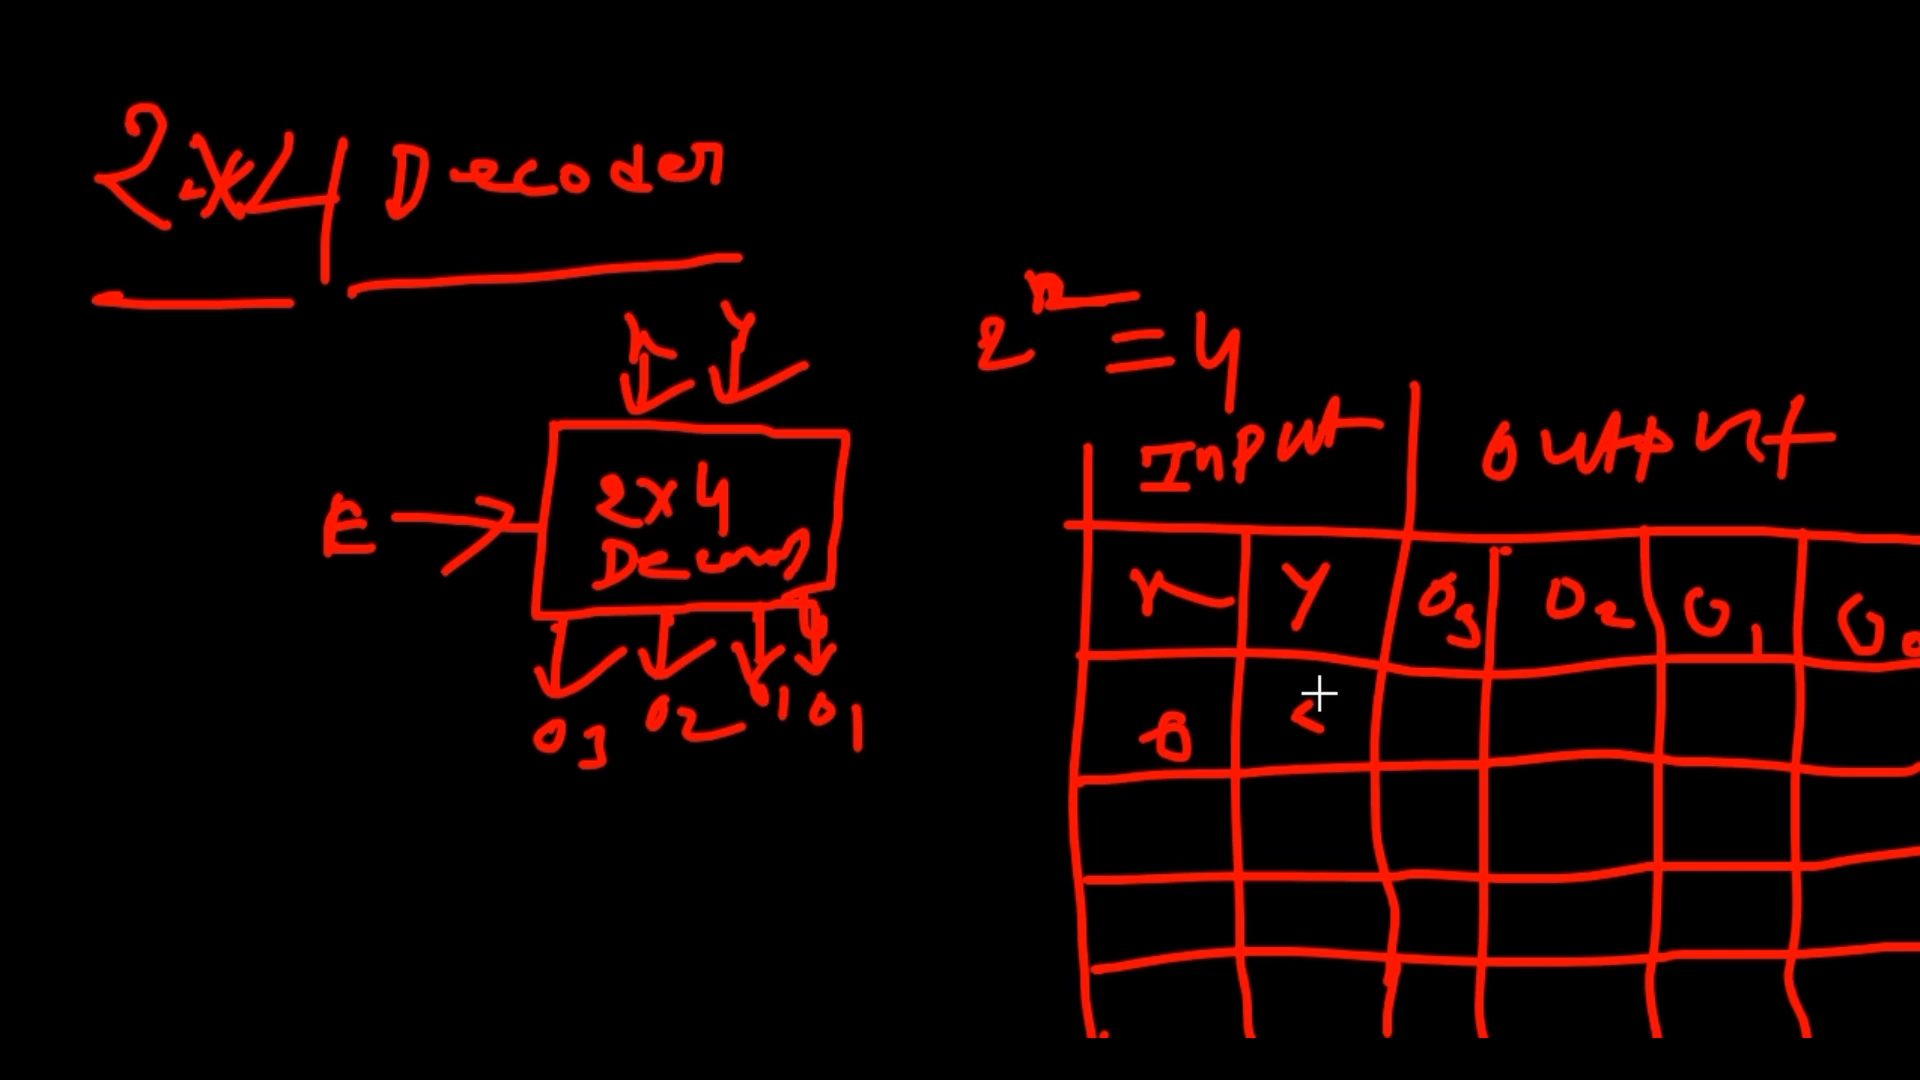 2x4 Decoder
x y
E
2x4
o3 o2 o1 o1
2^n = 4
Input Output
x y O3 O2 O1 O0
0